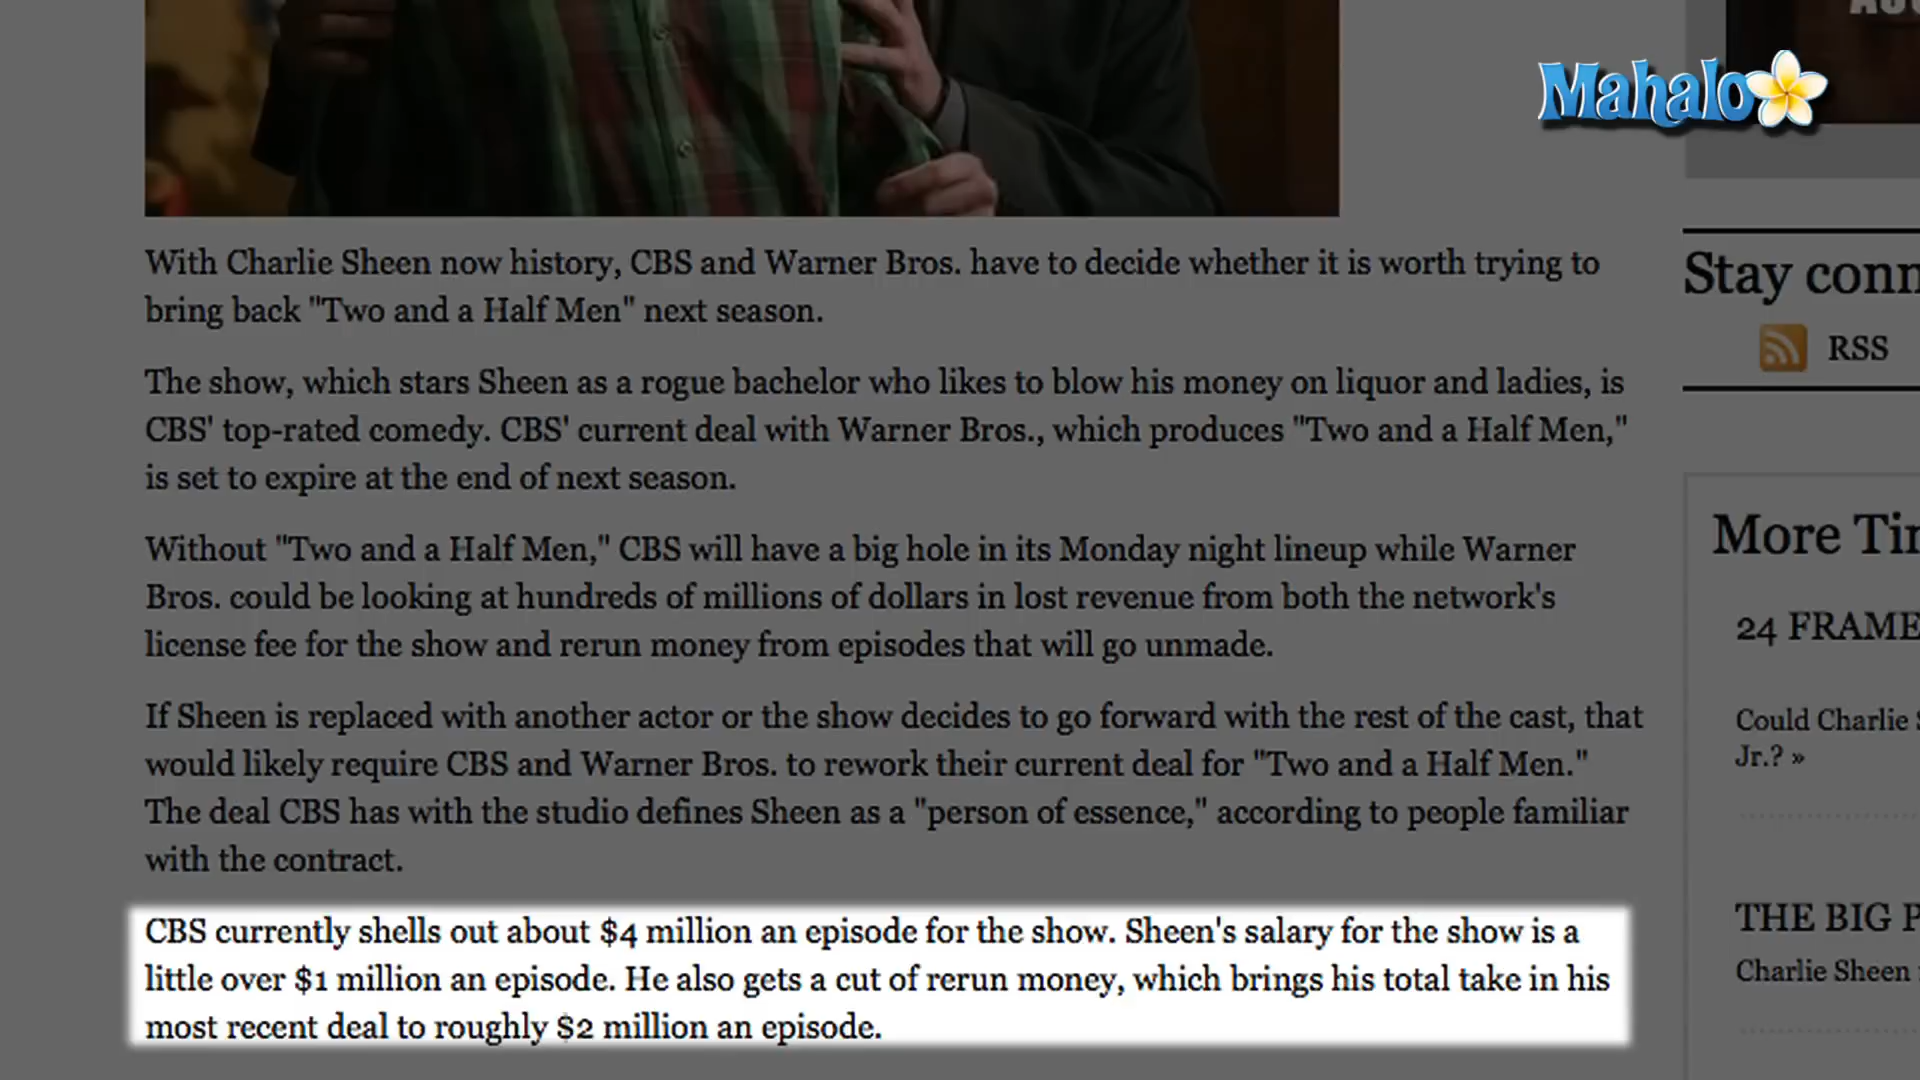 Mahalo
With Charlie Sheen now history, CBS and Warner Bros. have to decide whether it is worth trying to
bring back "Two and a Half Men" next season.
The show, which stars Sheen as a rogue bachelor who likes to blow his money on liquor and ladies, is
CBS' top-rated comedy. CBS' current deal with Warner Bros., which produces "Two and a Half Men,"
is set to expire at the end of next season.
Without "Two and a Half Men," CBS will have a big hole in its Monday night lineup while Warner
Bros. could be looking at hundreds of millions of dollars in lost revenue from both the network's
license fee for the show and rerun money from episodes that will go unmade.
If Sheen is replaced with another actor or the show decides to go forward with the rest of the cast, that
would likely require CBS and Warner Bros. to rework their current deal for "Two and a Half Men."
The deal CBS has with the studio defines Sheen as a "person of essence," according to people familiar
with the contract.
CBS currently shells out about $4 million an episode for the show. Sheen's salary for the show is a
little over $1 million an episode. He also gets a cut of rerun money, which brings his total take in his
most recent deal to roughly $2 million an episode.
Stay conn
RSS
More Tir
24 FRAME
Could Charlie
Jr.? »
THE BIG P
Charlie Sheen